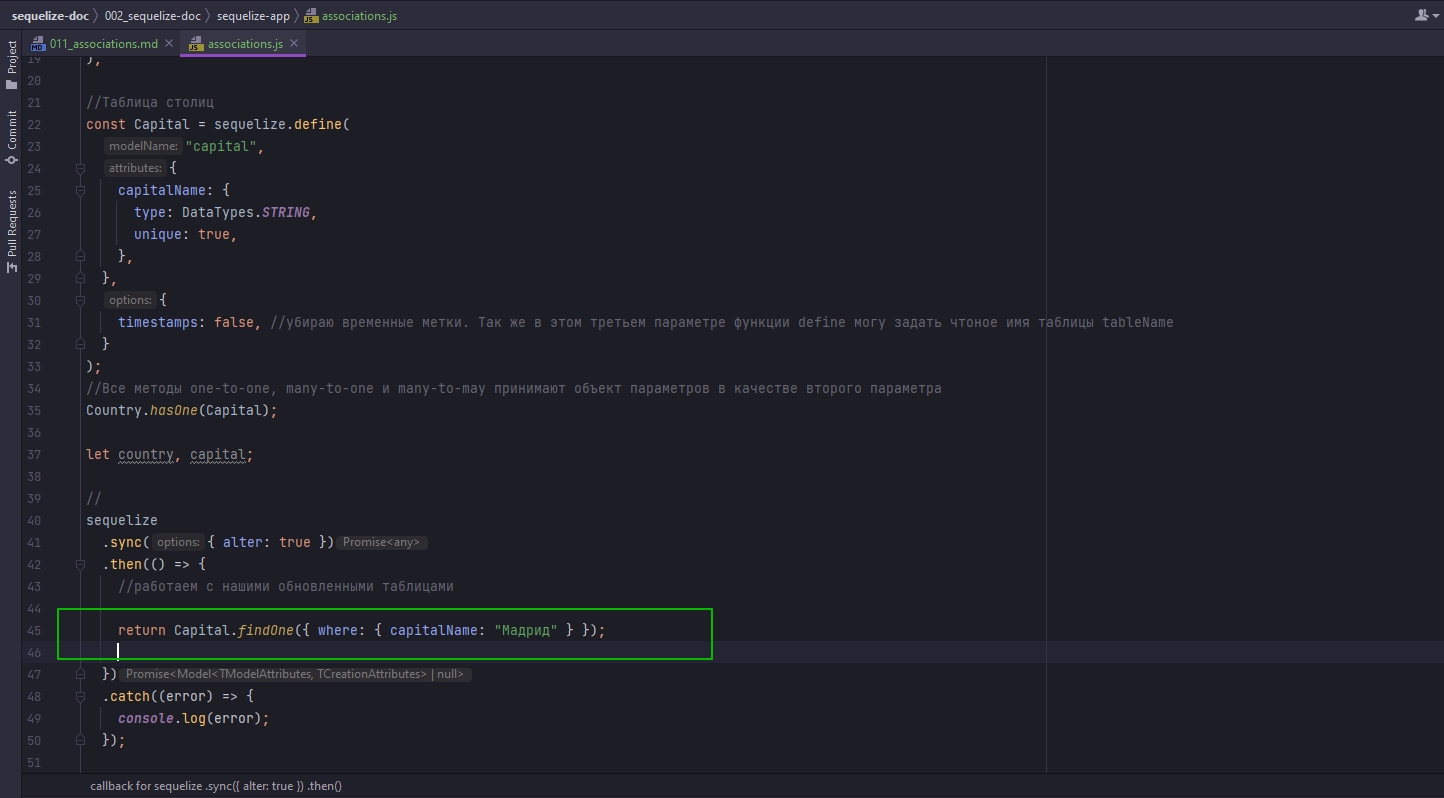 sequelize-doc 002_sequelize-doc sequelize-app JS associations.js
MD 011_associations.md JS associations.js
Project
Commit
Pull Requests
19 ),
20
21 //Таблица столиц
22 const Capital = sequelize.define(
23 modelName: "capital",
24 attributes: {
25 capitalName: {
26 type: DataTypes.STRING,
27 unique: true,
28 },
29 },
30 options: {
31 timestamps: false, //убираю временные метки. Так же в этом третьем параметре функции define могу задать чтоное имя таблицы tableName
32 }
33 );
34 //Все методы one-to-one, many-to-one и many-to-may принимают объект параметров в качестве второго параметра
35 Country.hasOne(Capital);
36
37 let country, capital;
38
39 //
40 sequelize
41 .sync( options: { alter: true }) Promise<any>
42 .then(() => {
43 //работаем с нашими обновленными таблицами
44
45 return Capital.findOne({ where: { capitalName: "Мадрид" } });
46
47 }) Promise<Model<TModelAttributes, TCreationAttributes> | null>
48 .catch((error) => {
49 console.log(error);
50 });
51
callback for sequelize .sync({ alter: true }) .then()